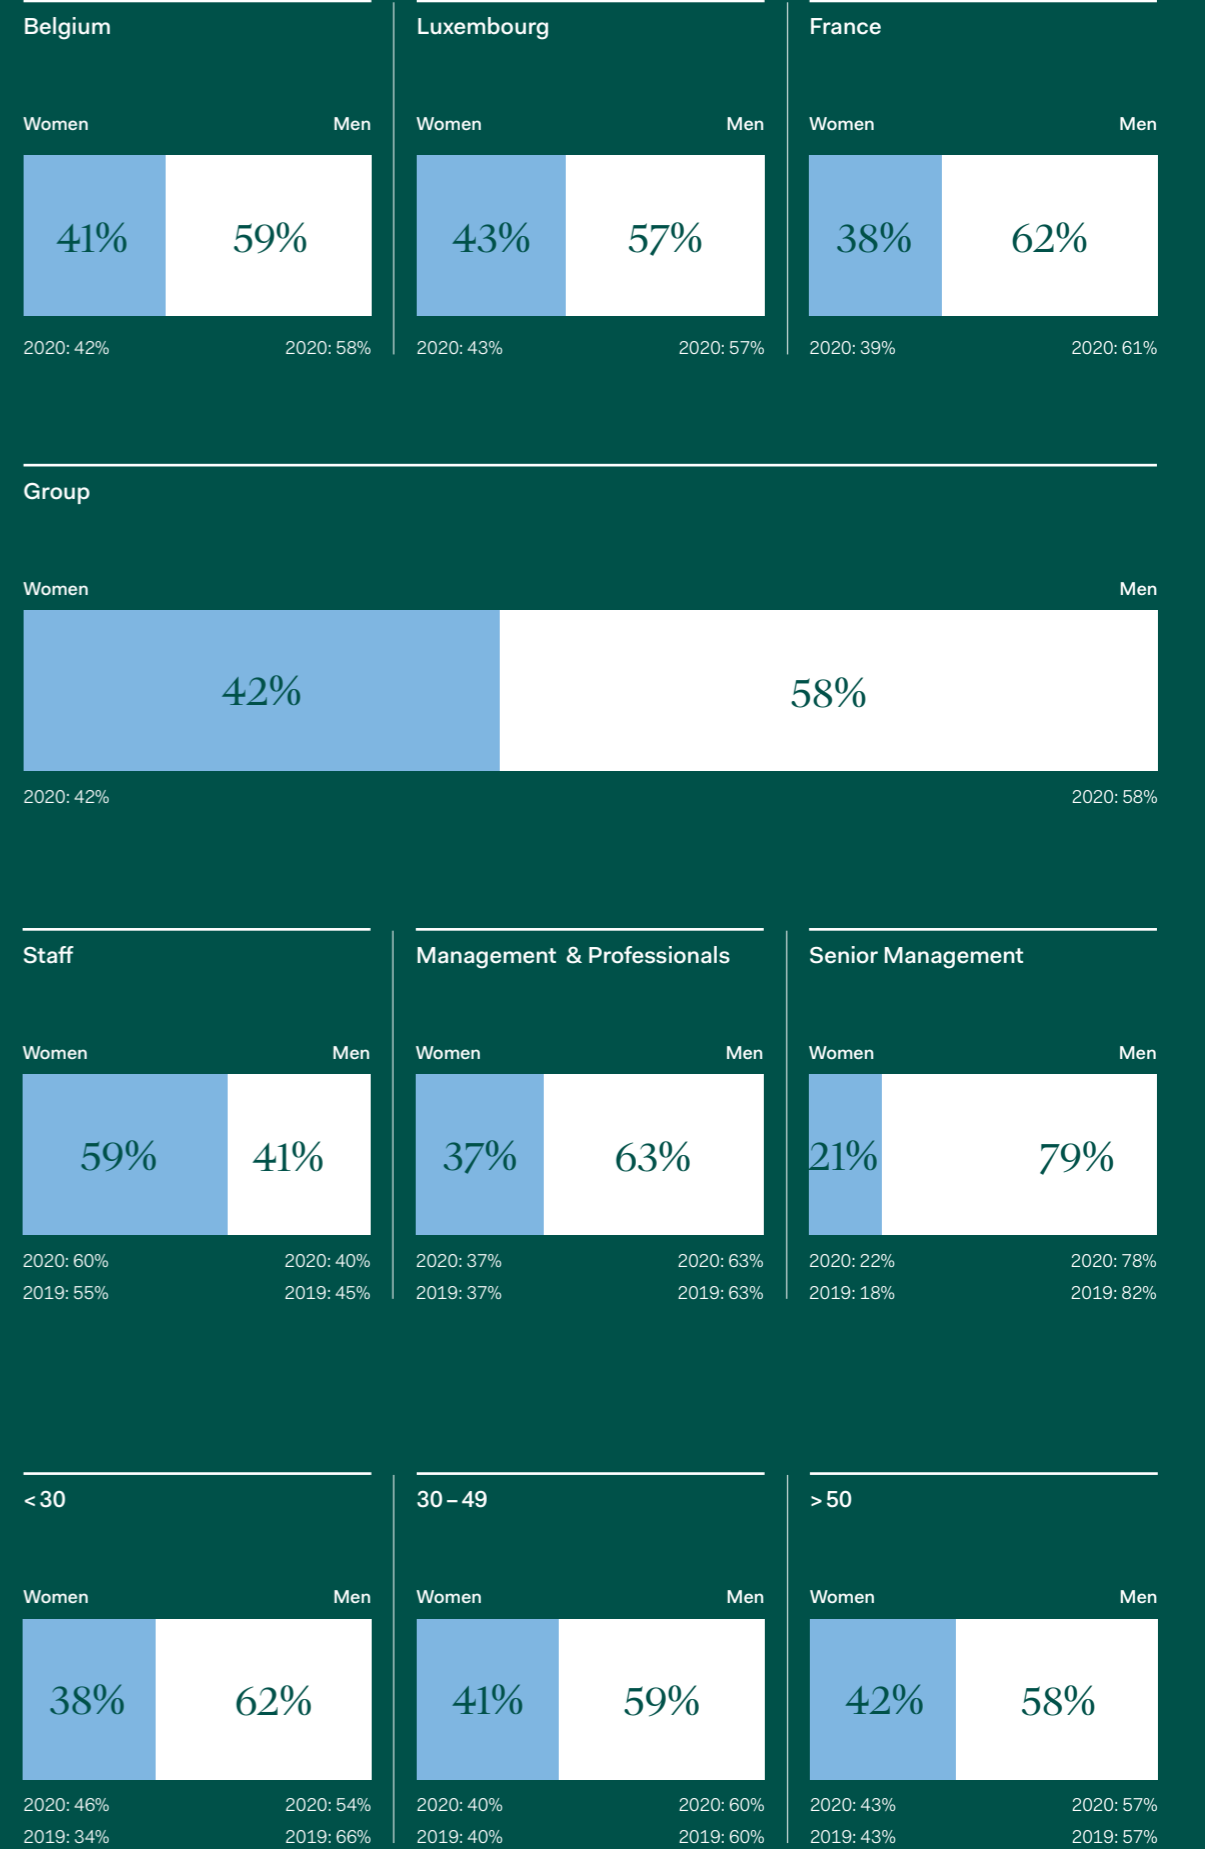 Belgium Luxembourg France
Women Men Women Men Women Men
41% 59% 43% 57% 38% 62%
2020: 42% 2020: 58% 2020: 43% 2020: 57% 2020: 39% 2020: 61%
Group
Women Men
42% 58%
2020: 42% 2020: 58%
Staff Management & Professionals Senior Management
Women Men Women Men Women Men
59% 41% 37% 63% 21% 79%
2020: 60% 2020: 40% 2020: 37% 2020: 63% 2020: 22% 2020: 78%
2019: 55% 2019: 45% 2019: 37% 2019: 63% 2019: 18% 2019: 82%
< 30 30 – 49 > 50
Women Men Women Men Women Men
38% 62% 41% 59% 42% 58%
2020: 46% 2020: 54% 2020: 40% 2020: 60% 2020: 43% 2020: 57%
2019: 34% 2019: 66% 2019: 40% 2019: 60% 2019: 43% 2019: 57%